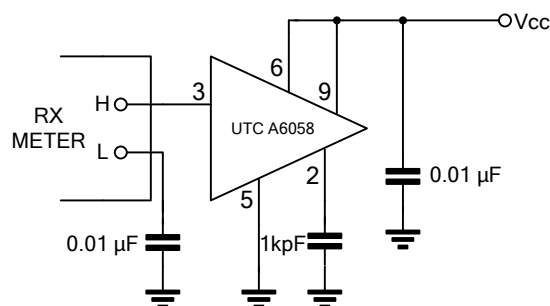 Vcc
6
H
3
9
RX
METER
UTC A6058
L
2
0.01 µF
5
0.01 µF
1kpF